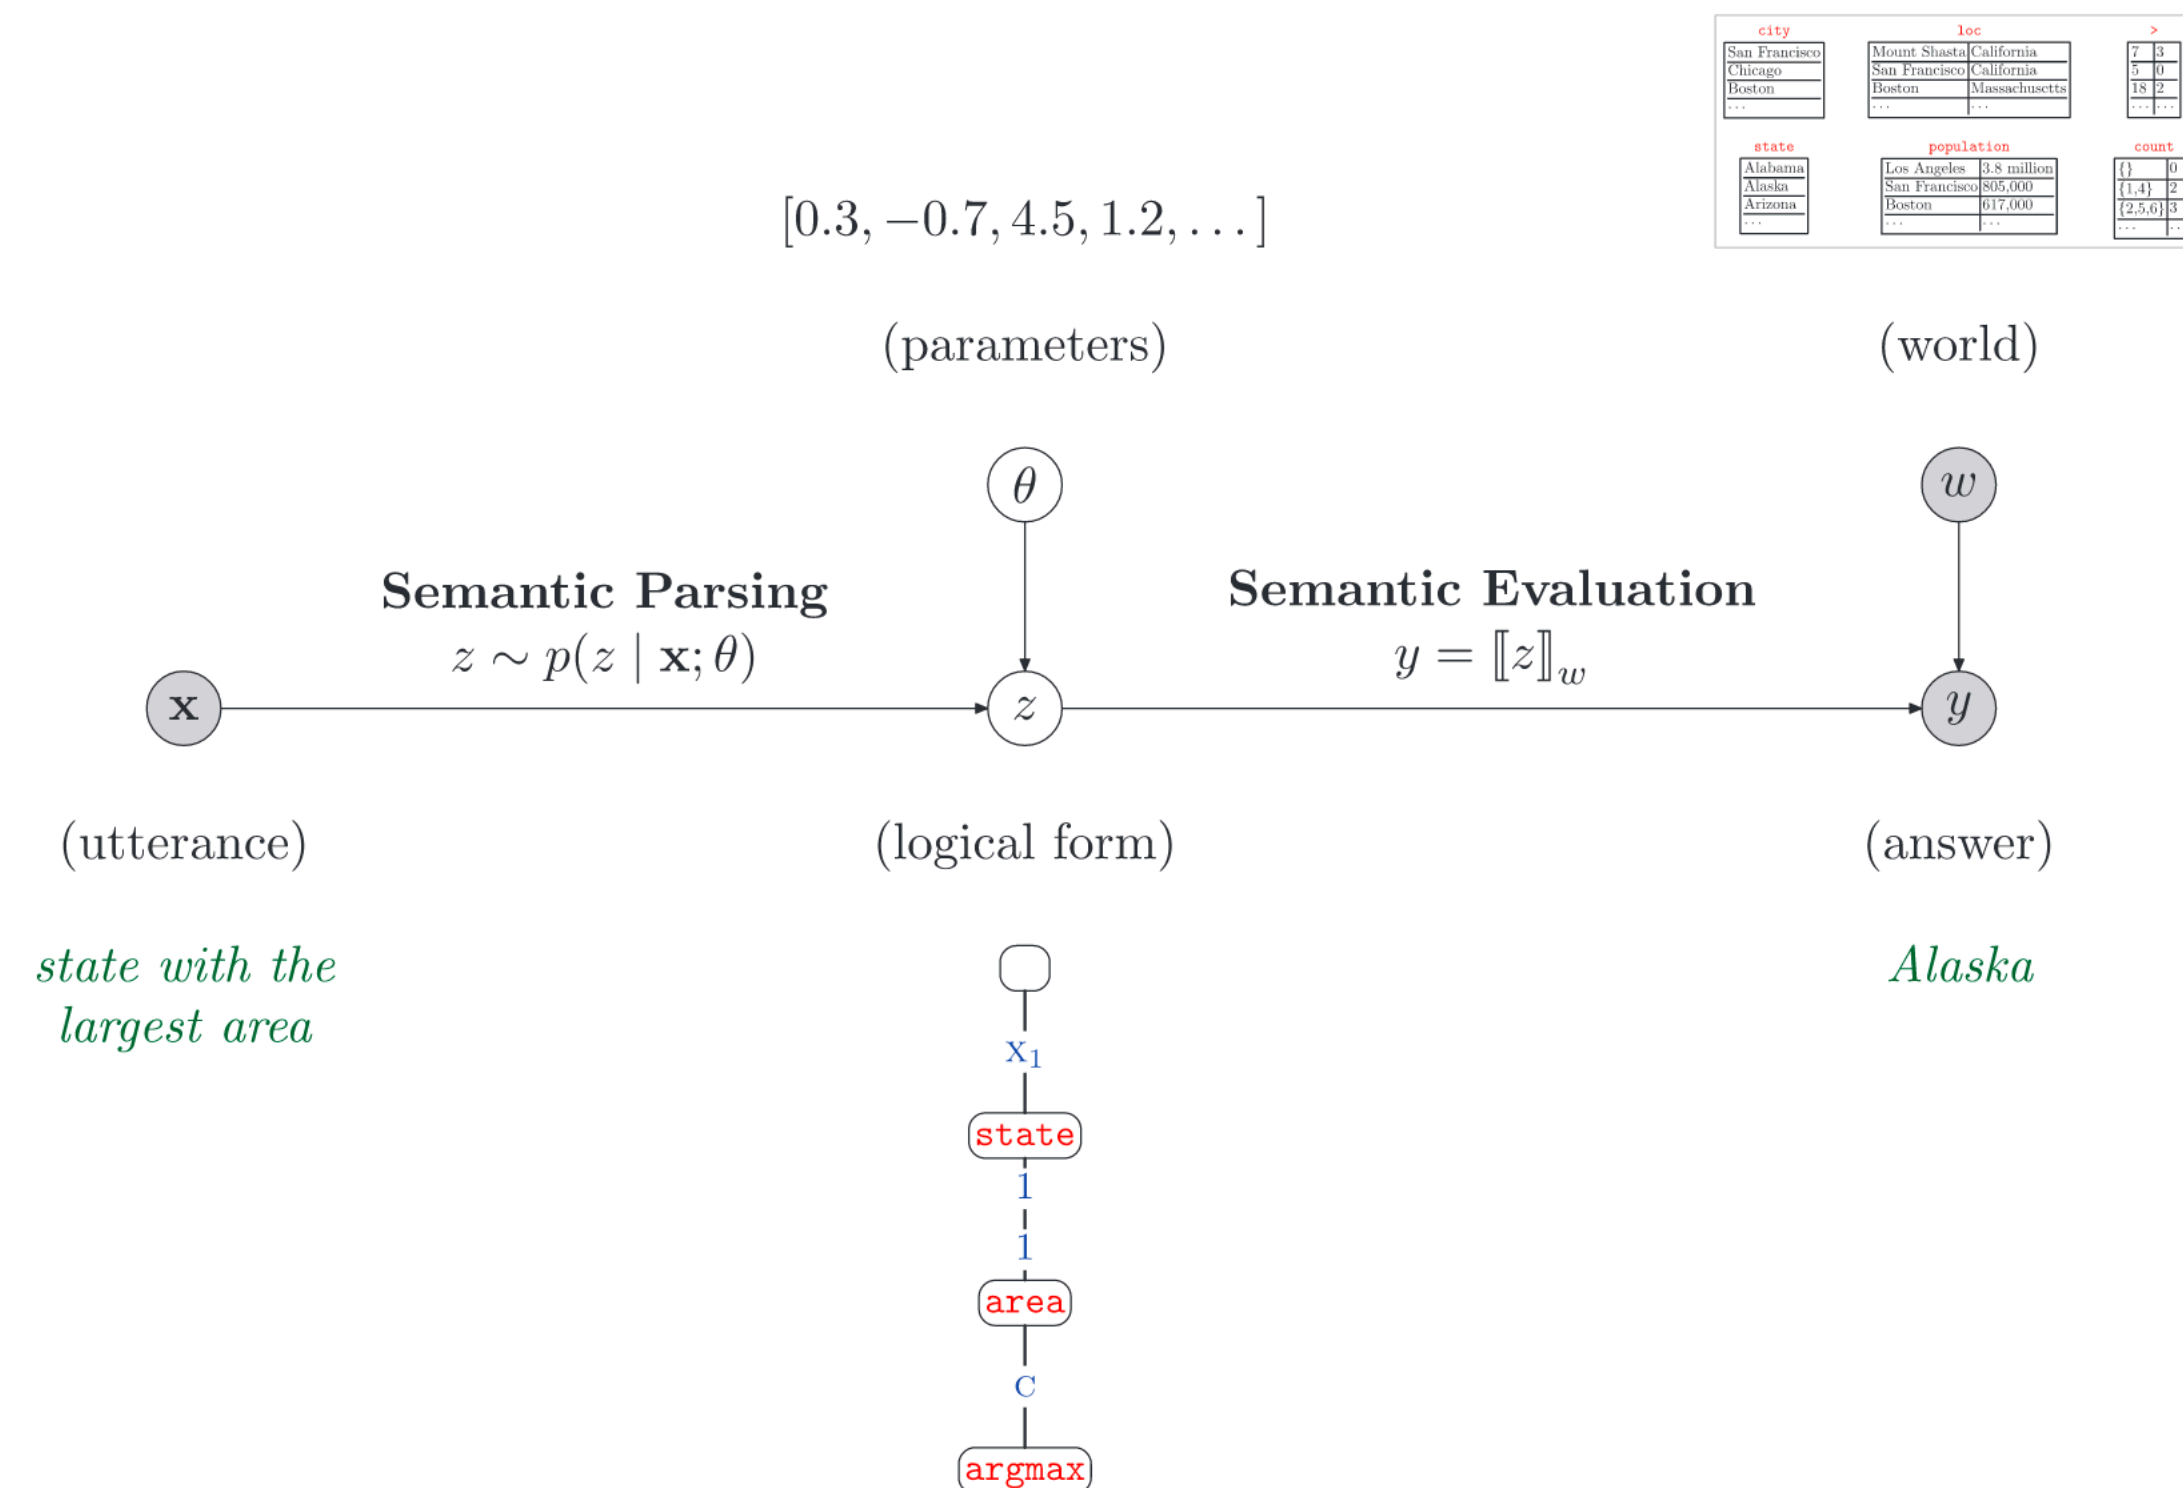 city
San Francisco
Chicago
Boston
...
loc
Mount Shasta California
San Francisco California
Boston Massachusetts
... ...
>
7 3
5 0
18 2
... ...
state
Alabama
Alaska
Arizona
...
population
Los Angeles 3.8 million
San Francisco 805,000
Boston 617,000
... ...
count
{} 0
{1,4} 2
{2,5,6} 3
... ...
[0.3, −0.7, 4.5, 1.2, ...]
(parameters)
(world)
θ
w
Semantic Parsing
z ∼ p(z | x; θ)
Semantic Evaluation
y = ⟦z⟧w
x
z
y
(utterance)
(logical form)
(answer)
state with the
largest area
Alaska
x₁
state
1
1
area
c
argmax